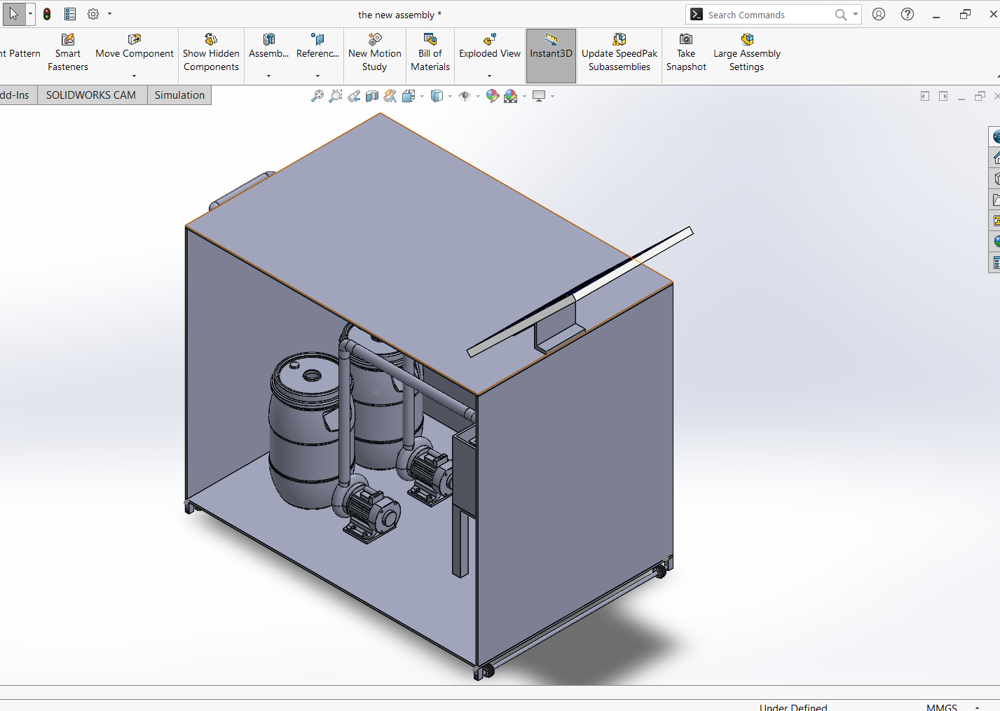 the new assembly *
Search Commands
nt Pattern
Smart Fasteners
Move Component
Show Hidden Components
Assemb...
Referenc...
New Motion Study
Bill of Materials
Exploded View
Instant3D
Update SpeedPak Subassemblies
Take Snapshot
Large Assembly Settings
dd-Ins
SOLIDWORKS CAM
Simulation
Under Defined
MMGS